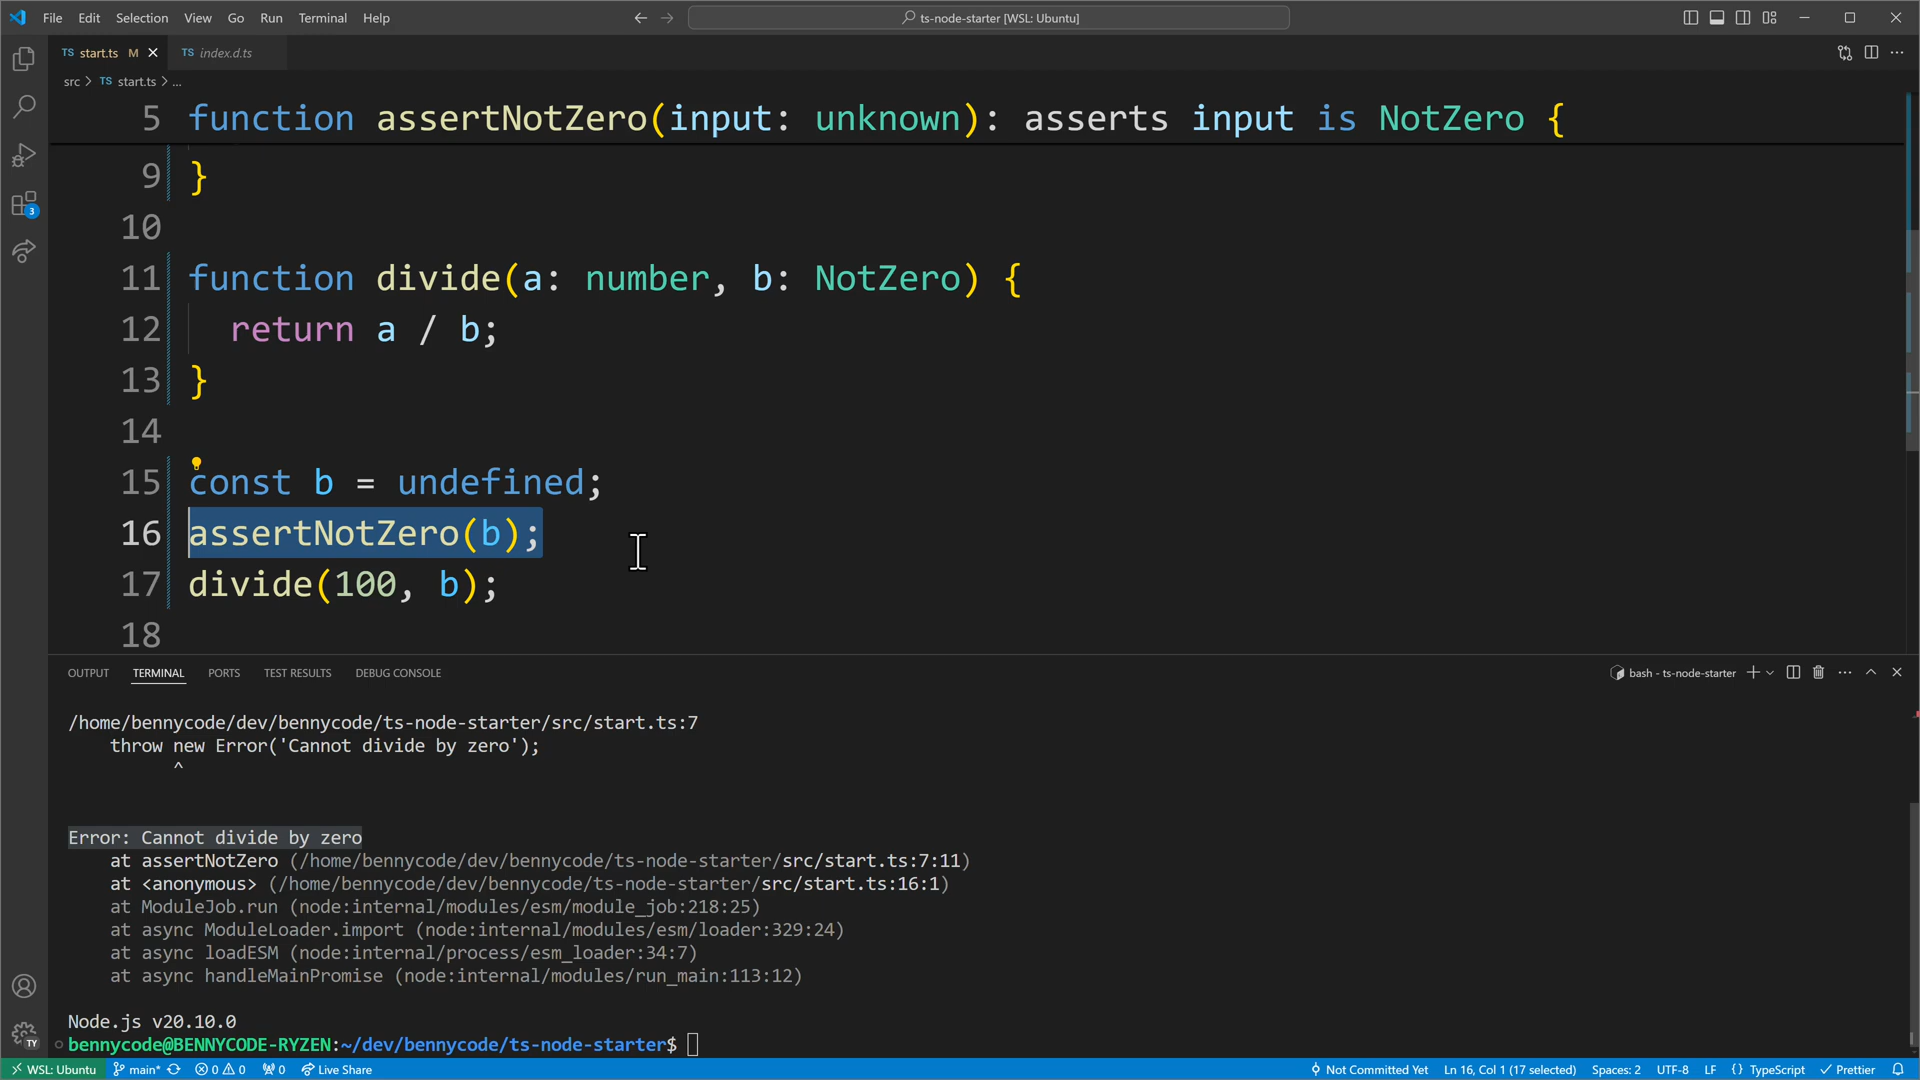 File Edit Selection View Go Run Terminal Help
ts-node-starter [WSL: Ubuntu]
TS start.ts M
TS index.d.ts
src > TS start.ts > ...
5 function assertNotZero(input: unknown): asserts input is NotZero {
9 }
10
11 function divide(a: number, b: NotZero) {
12 return a / b;
13 }
14
15 const b = undefined;
16 assertNotZero(b);
17 divide(100, b);
18
3
OUTPUT TERMINAL PORTS TEST RESULTS DEBUG CONSOLE
bash - ts-node-starter
/home/bennycode/dev/bennycode/ts-node-starter/src/start.ts:7
throw new Error('Cannot divide by zero');
^
Error: Cannot divide by zero
at assertNotZero (/home/bennycode/dev/bennycode/ts-node-starter/src/start.ts:7:11)
at <anonymous> (/home/bennycode/dev/bennycode/ts-node-starter/src/start.ts:16:1)
at ModuleJob.run (node:internal/modules/esm/module_job:218:25)
at async ModuleLoader.import (node:internal/modules/esm/loader:329:24)
at async loadESM (node:internal/process/esm_loader:34:7)
at async handleMainPromise (node:internal/modules/run_main:113:12)
Node.js v20.10.0
bennycode@BENNYCODE-RYZEN:~/dev/bennycode/ts-node-starter$
TY
WSL: Ubuntu main* 0 0 0 Live Share
Not Committed Yet Ln 16, Col 1 (17 selected) Spaces: 2 UTF-8 LF {} TypeScript Prettier